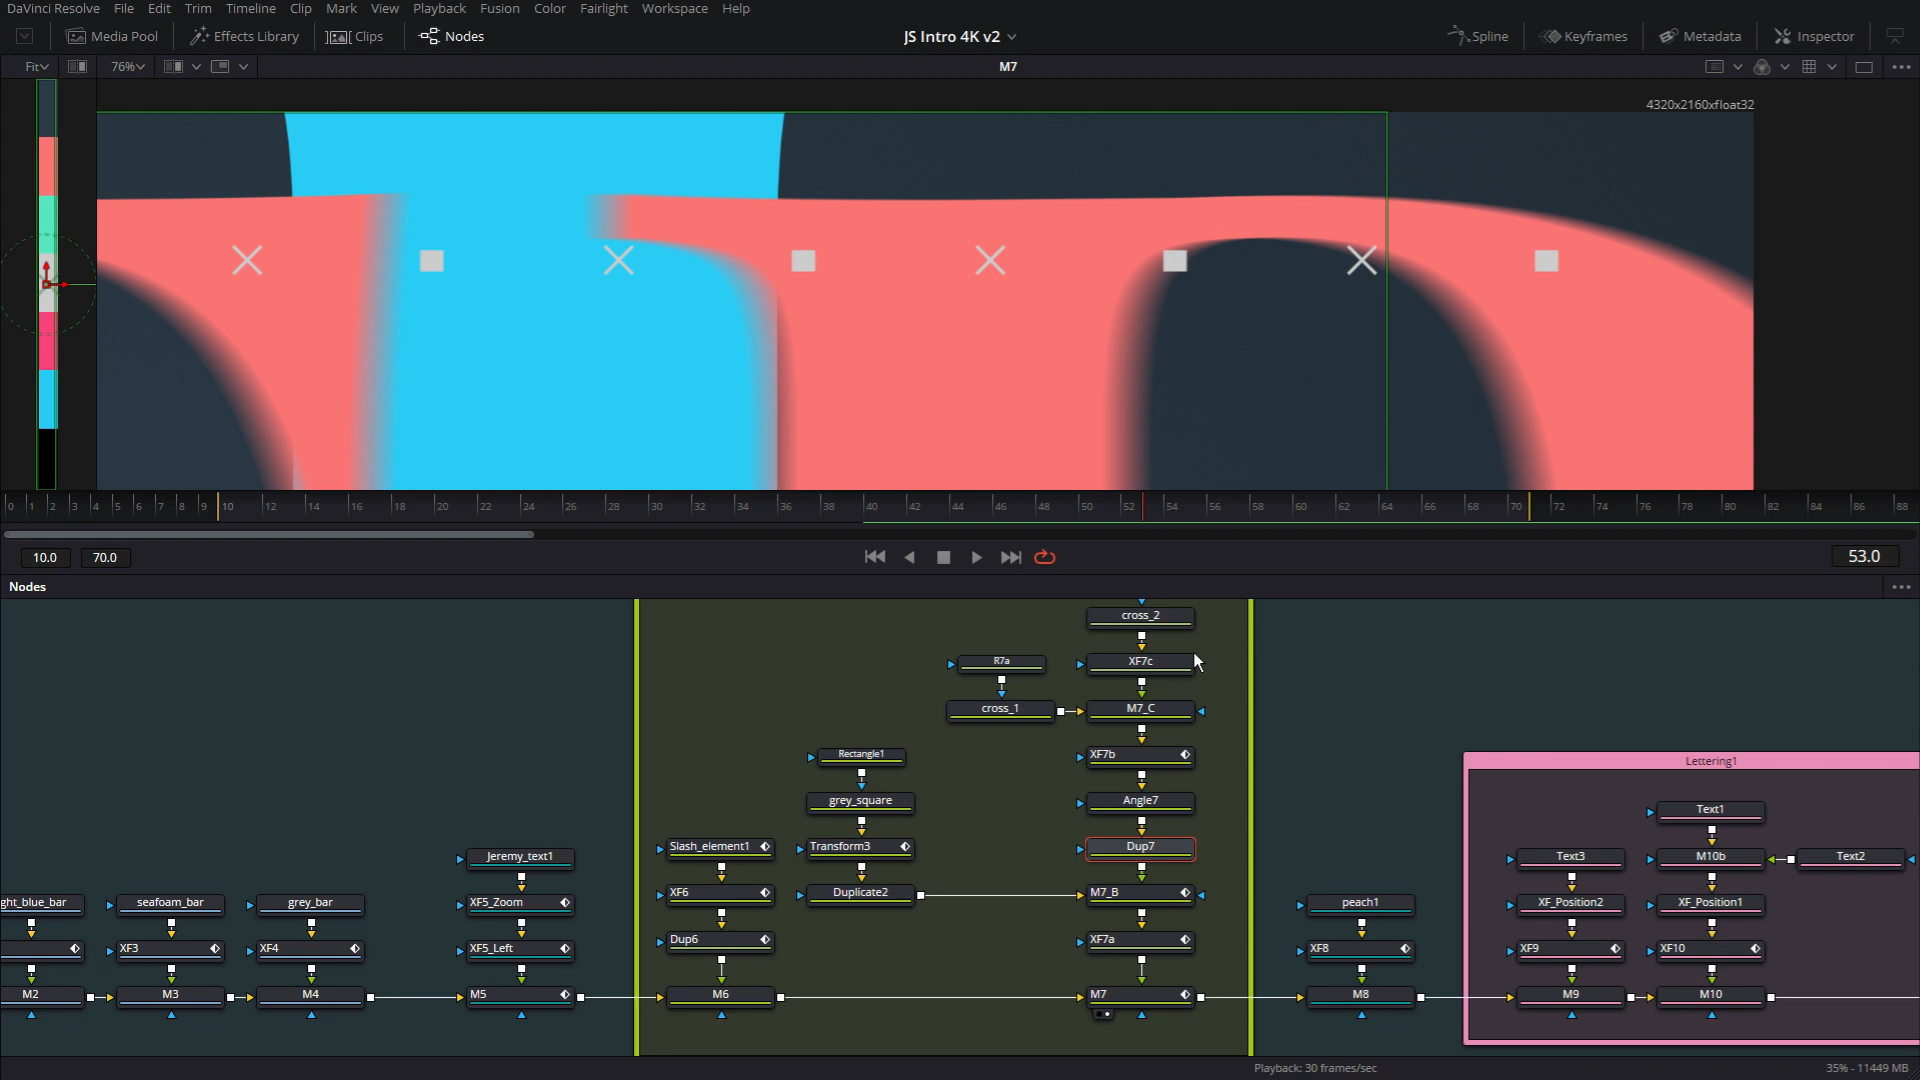 DaVinci Resolve File Edit Trim Timeline Clip Mark View Playback Fusion Color Fairlight Workspace Help
Media Pool Effects Library Clips Nodes JS Intro 4K v2 Spline Keyframes Metadata Inspector
Fit 76% M7
4320x2160xfloat32
0 1 2 3 4 5 6 7 8 9 10 12 14 16 18 20 22 24 26 28 30 32 34 36 38 40 42 44 46 48 50 52 54 56 58 60 62 64 66 68 70 72 74 76 78 80 82 84 86 88
10.0 70.0 53.0
Nodes
cross_2
R7a XF7c
cross_1 M7_C
Rectangle1 XF7b
Lettering1
grey_square Angle7
Text1
Slash_element1 Transform3 Dup7
Jeremy_text1 Text3 M10b Text2
XF6 Duplicate2 M7_B
ght_blue_bar seafoam_bar grey_bar XF5_Zoom peach1 XF_Position2 XF_Position1
Dup6 XF7a
XF3 XF4 XF5_Left XF8 XF9 XF10
M2 M3 M4 M5 M6 M7 M8 M9 M10
Playback: 30 frames/sec 35% - 11449 MB